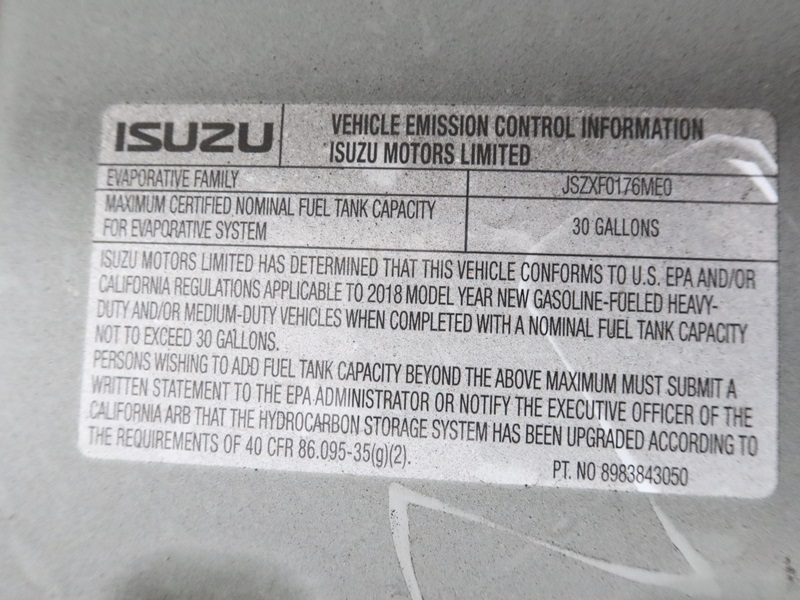 ISUZU
VEHICLE EMISSION CONTROL INFORMATION
ISUZU MOTORS LIMITED
EVAPORATIVE FAMILY JSZXF0176ME0
MAXIMUM CERTIFIED NOMINAL FUEL TANK CAPACITY
FOR EVAPORATIVE SYSTEM 30 GALLONS
ISUZU MOTORS LIMITED HAS DETERMINED THAT THIS VEHICLE CONFORMS TO U.S. EPA AND/OR
CALIFORNIA REGULATIONS APPLICABLE TO 2018 MODEL YEAR NEW GASOLINE-FUELED HEAVY-
DUTY AND/OR MEDIUM-DUTY VEHICLES WHEN COMPLETED WITH A NOMINAL FUEL TANK CAPACITY
NOT TO EXCEED 30 GALLONS.
PERSONS WISHING TO ADD FUEL TANK CAPACITY BEYOND THE ABOVE MAXIMUM MUST SUBMIT A
WRITTEN STATEMENT TO THE EPA ADMINISTRATOR OR NOTIFY THE EXECUTIVE OFFICER OF THE
CALIFORNIA ARB THAT THE HYDROCARBON STORAGE SYSTEM HAS BEEN UPGRADED ACCORDING TO
THE REQUIREMENTS OF 40 CFR 86.095-35(g)(2).
PT. NO 8983843050